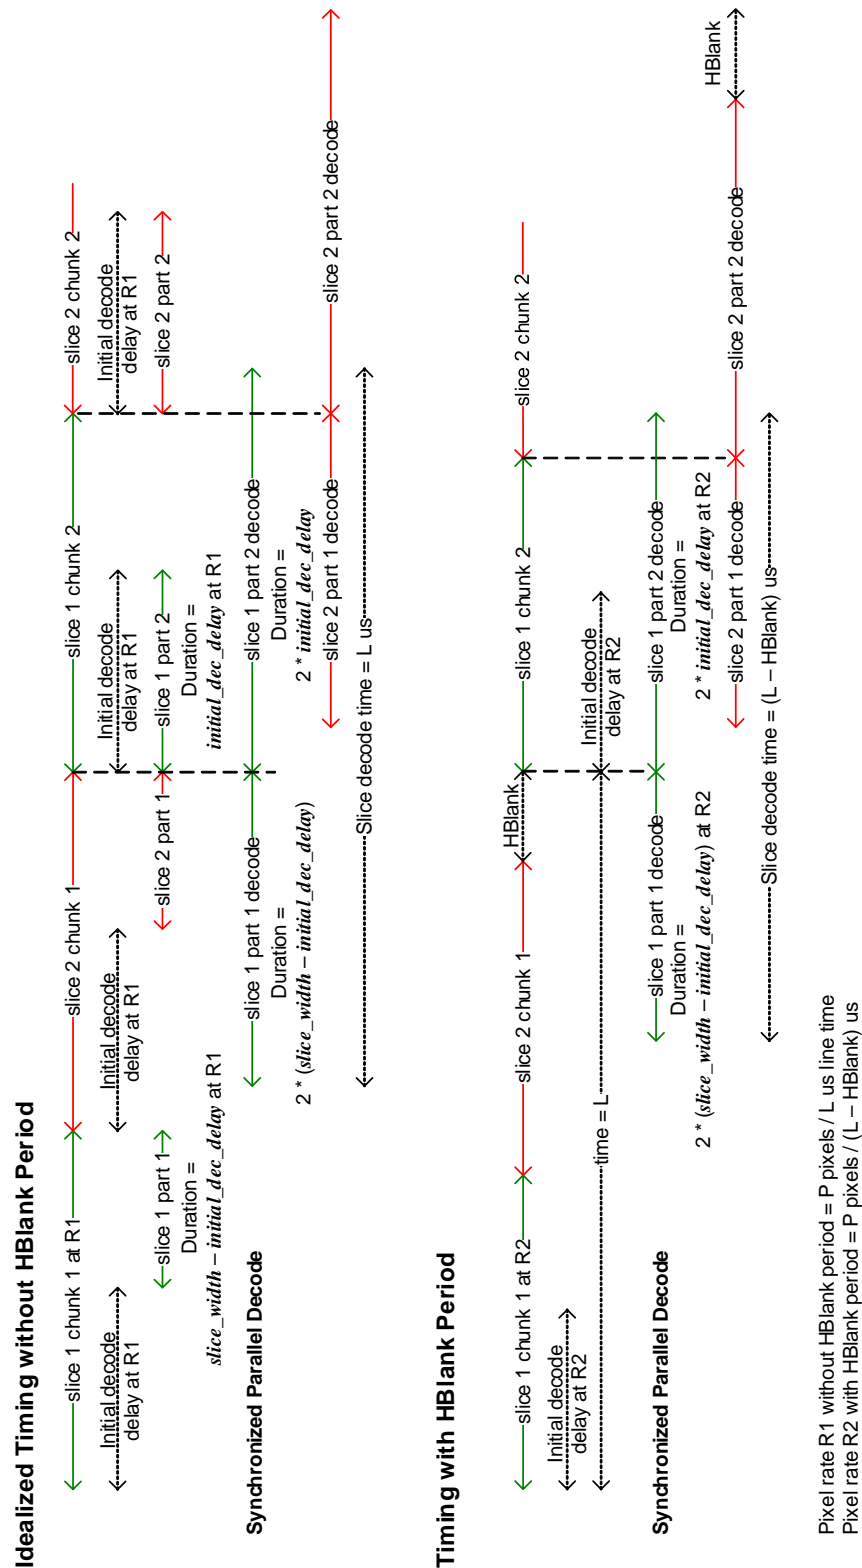 Idealized Timing without HBlank Period
slice 1 chunk 1 at R1
slice 2 chunk 1
slice 1 chunk 2
slice 2 chunk 2
Initial decode
delay at R1
Initial decode
delay at R1
Initial decode
delay at R1
Initial decode
delay at R1
slice 1 part 1
Duration =
slice_width – initial_dec_delay at R1
slice 2 part 1
slice 1 part 2
Duration =
initial_dec_delay at R1
slice 2 part 2
Synchronized Parallel Decode
slice 1 part 1 decode
Duration =
2 * (slice_width – initial_dec_delay)
slice 1 part 2 decode
Duration =
2 * initial_dec_delay
slice 2 part 1 decode
slice 2 part 2 decode
Slice decode time = L us
Timing with HBlank Period
slice 1 chunk 1 at R2
slice 2 chunk 1
HBlank
slice 1 chunk 2
slice 2 chunk 2
Initial decode
delay at R2
Initial decode
delay at R2
time = L
Synchronized Parallel Decode
slice 1 part 1 decode
Duration =
2 * (slice_width – initial_dec_delay) at R2
slice 1 part 2 decode
Duration =
2 * initial_dec_delay at R2
slice 2 part 1 decode
slice 2 part 2 decode
HBlank
Slice decode time = (L – HBlank) us
Pixel rate R1 without HBlank period = P pixels / L us line time
Pixel rate R2 with HBlank period = P pixels / (L – HBlank) us